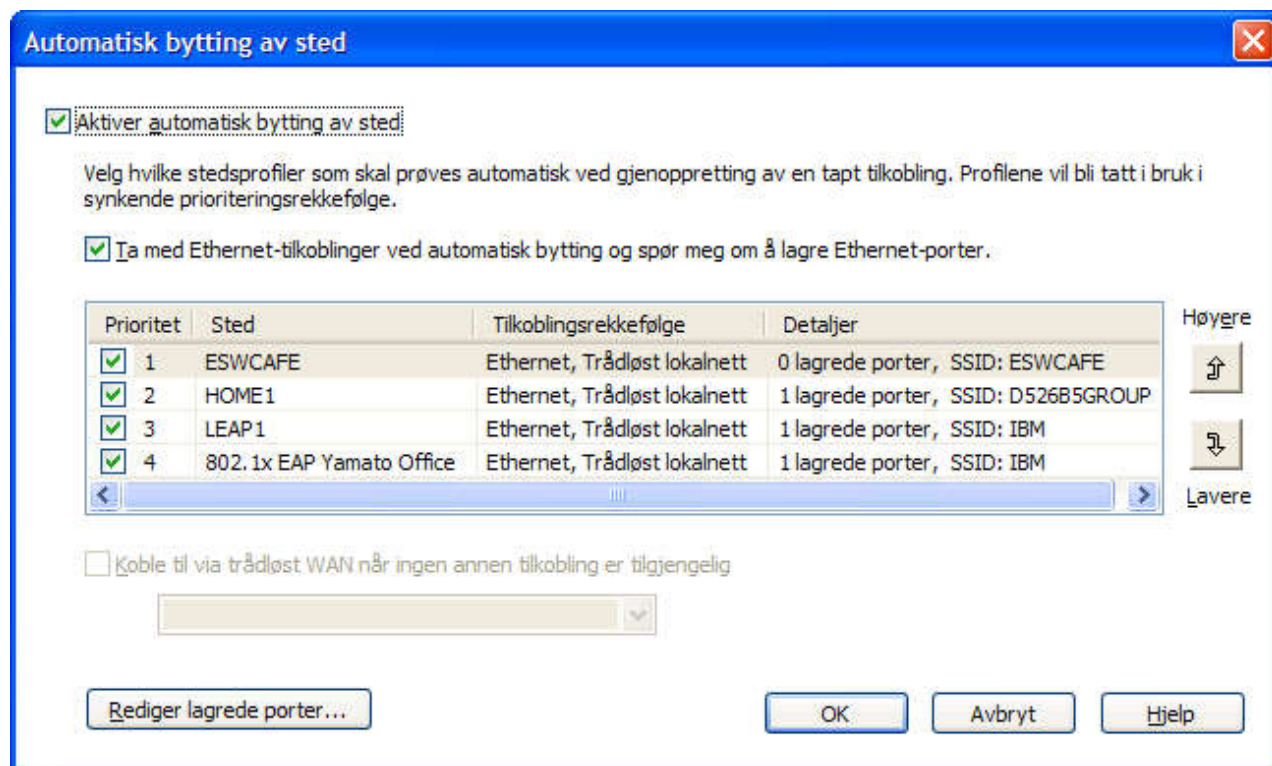 Automatisk bytting av sted
Aktiver automatisk bytting av sted
Velg hvilke stedsprofiler som skal prøves automatisk ved gjenoppretting av en tapt tilkobling. Profilene vil bli tatt i bruk i
synkende prioriteringsrekkefølge.
Ta med Ethernet-tilkoblinger ved automatisk bytting og spør meg om å lagre Ethernet-porter.
Prioritet Sted Tilkoblingsrekkefølge Detaljer
1 ESWCAFE Ethernet, Trådløst lokalnett 0 lagrede porter, SSID: ESWCAFE
2 HOME1 Ethernet, Trådløst lokalnett 1 lagrede porter, SSID: D526B5GROUP
3 LEAP1 Ethernet, Trådløst lokalnett 1 lagrede porter, SSID: IBM
4 802.1x EAP Yamato Office Ethernet, Trådløst lokalnett 1 lagrede porter, SSID: IBM
Høyere
Lavere
Koble til via trådløst WAN når ingen annen tilkobling er tilgjengelig
Rediger lagrede porter... OK Avbryt Hjelp